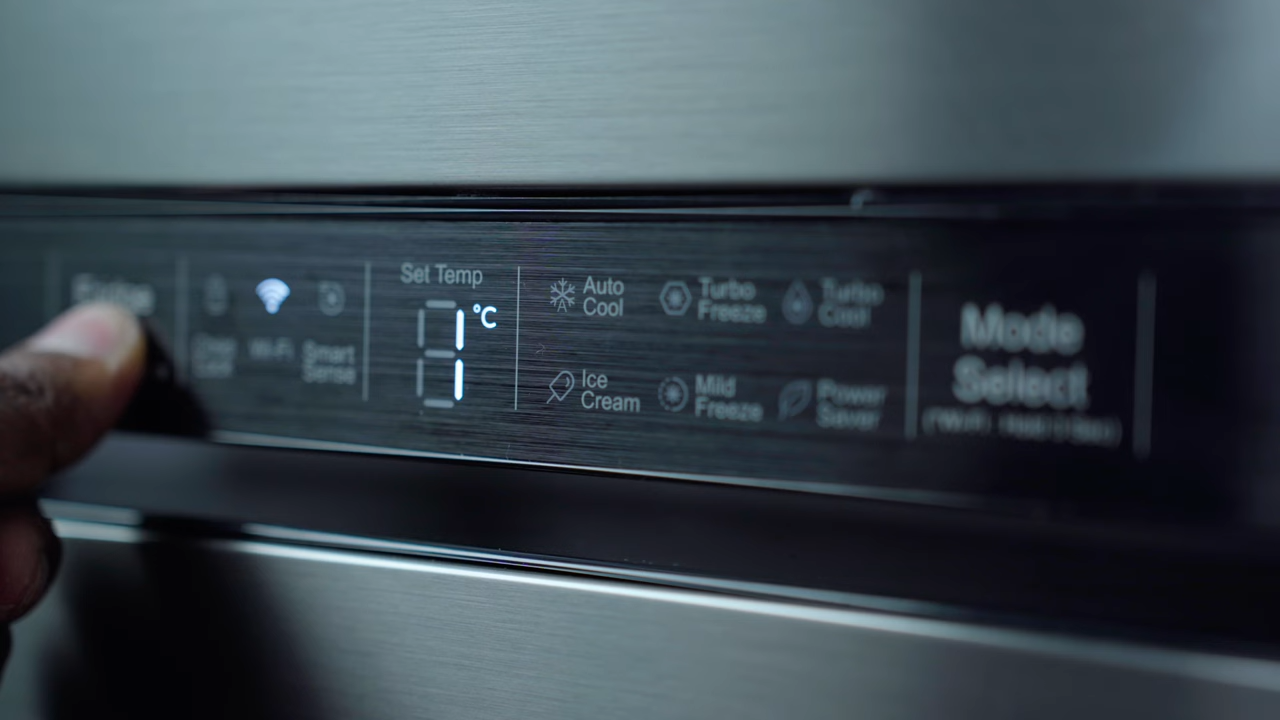 Fridge
Wi-Fi
Smart
Sense
Set Temp
1 °C
Auto
Cool
Turbo
Freeze
Turbo
Cool
Ice
Cream
Mild
Freeze
Power
Saver
Mode
Select